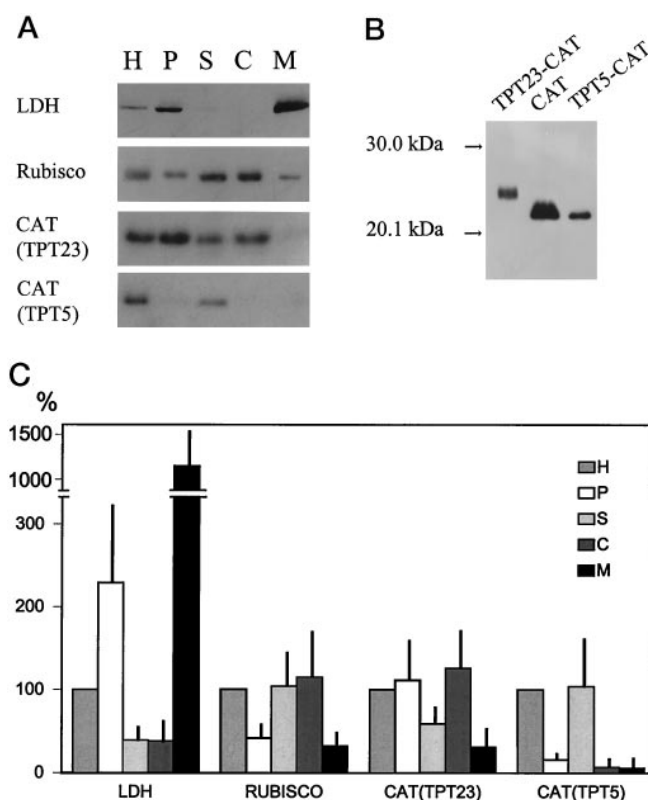 A
H P S C M
LDH
Rubisco
CAT
(TPT23)
CAT
(TPT5)
B
TPT23-CAT
CAT
TPT5-CAT
30.0 kDa
20.1 kDa
C
%
1500
1000
300
200
100
0
H
P
S
C
M
LDH RUBISCO CAT(TPT23) CAT(TPT5)